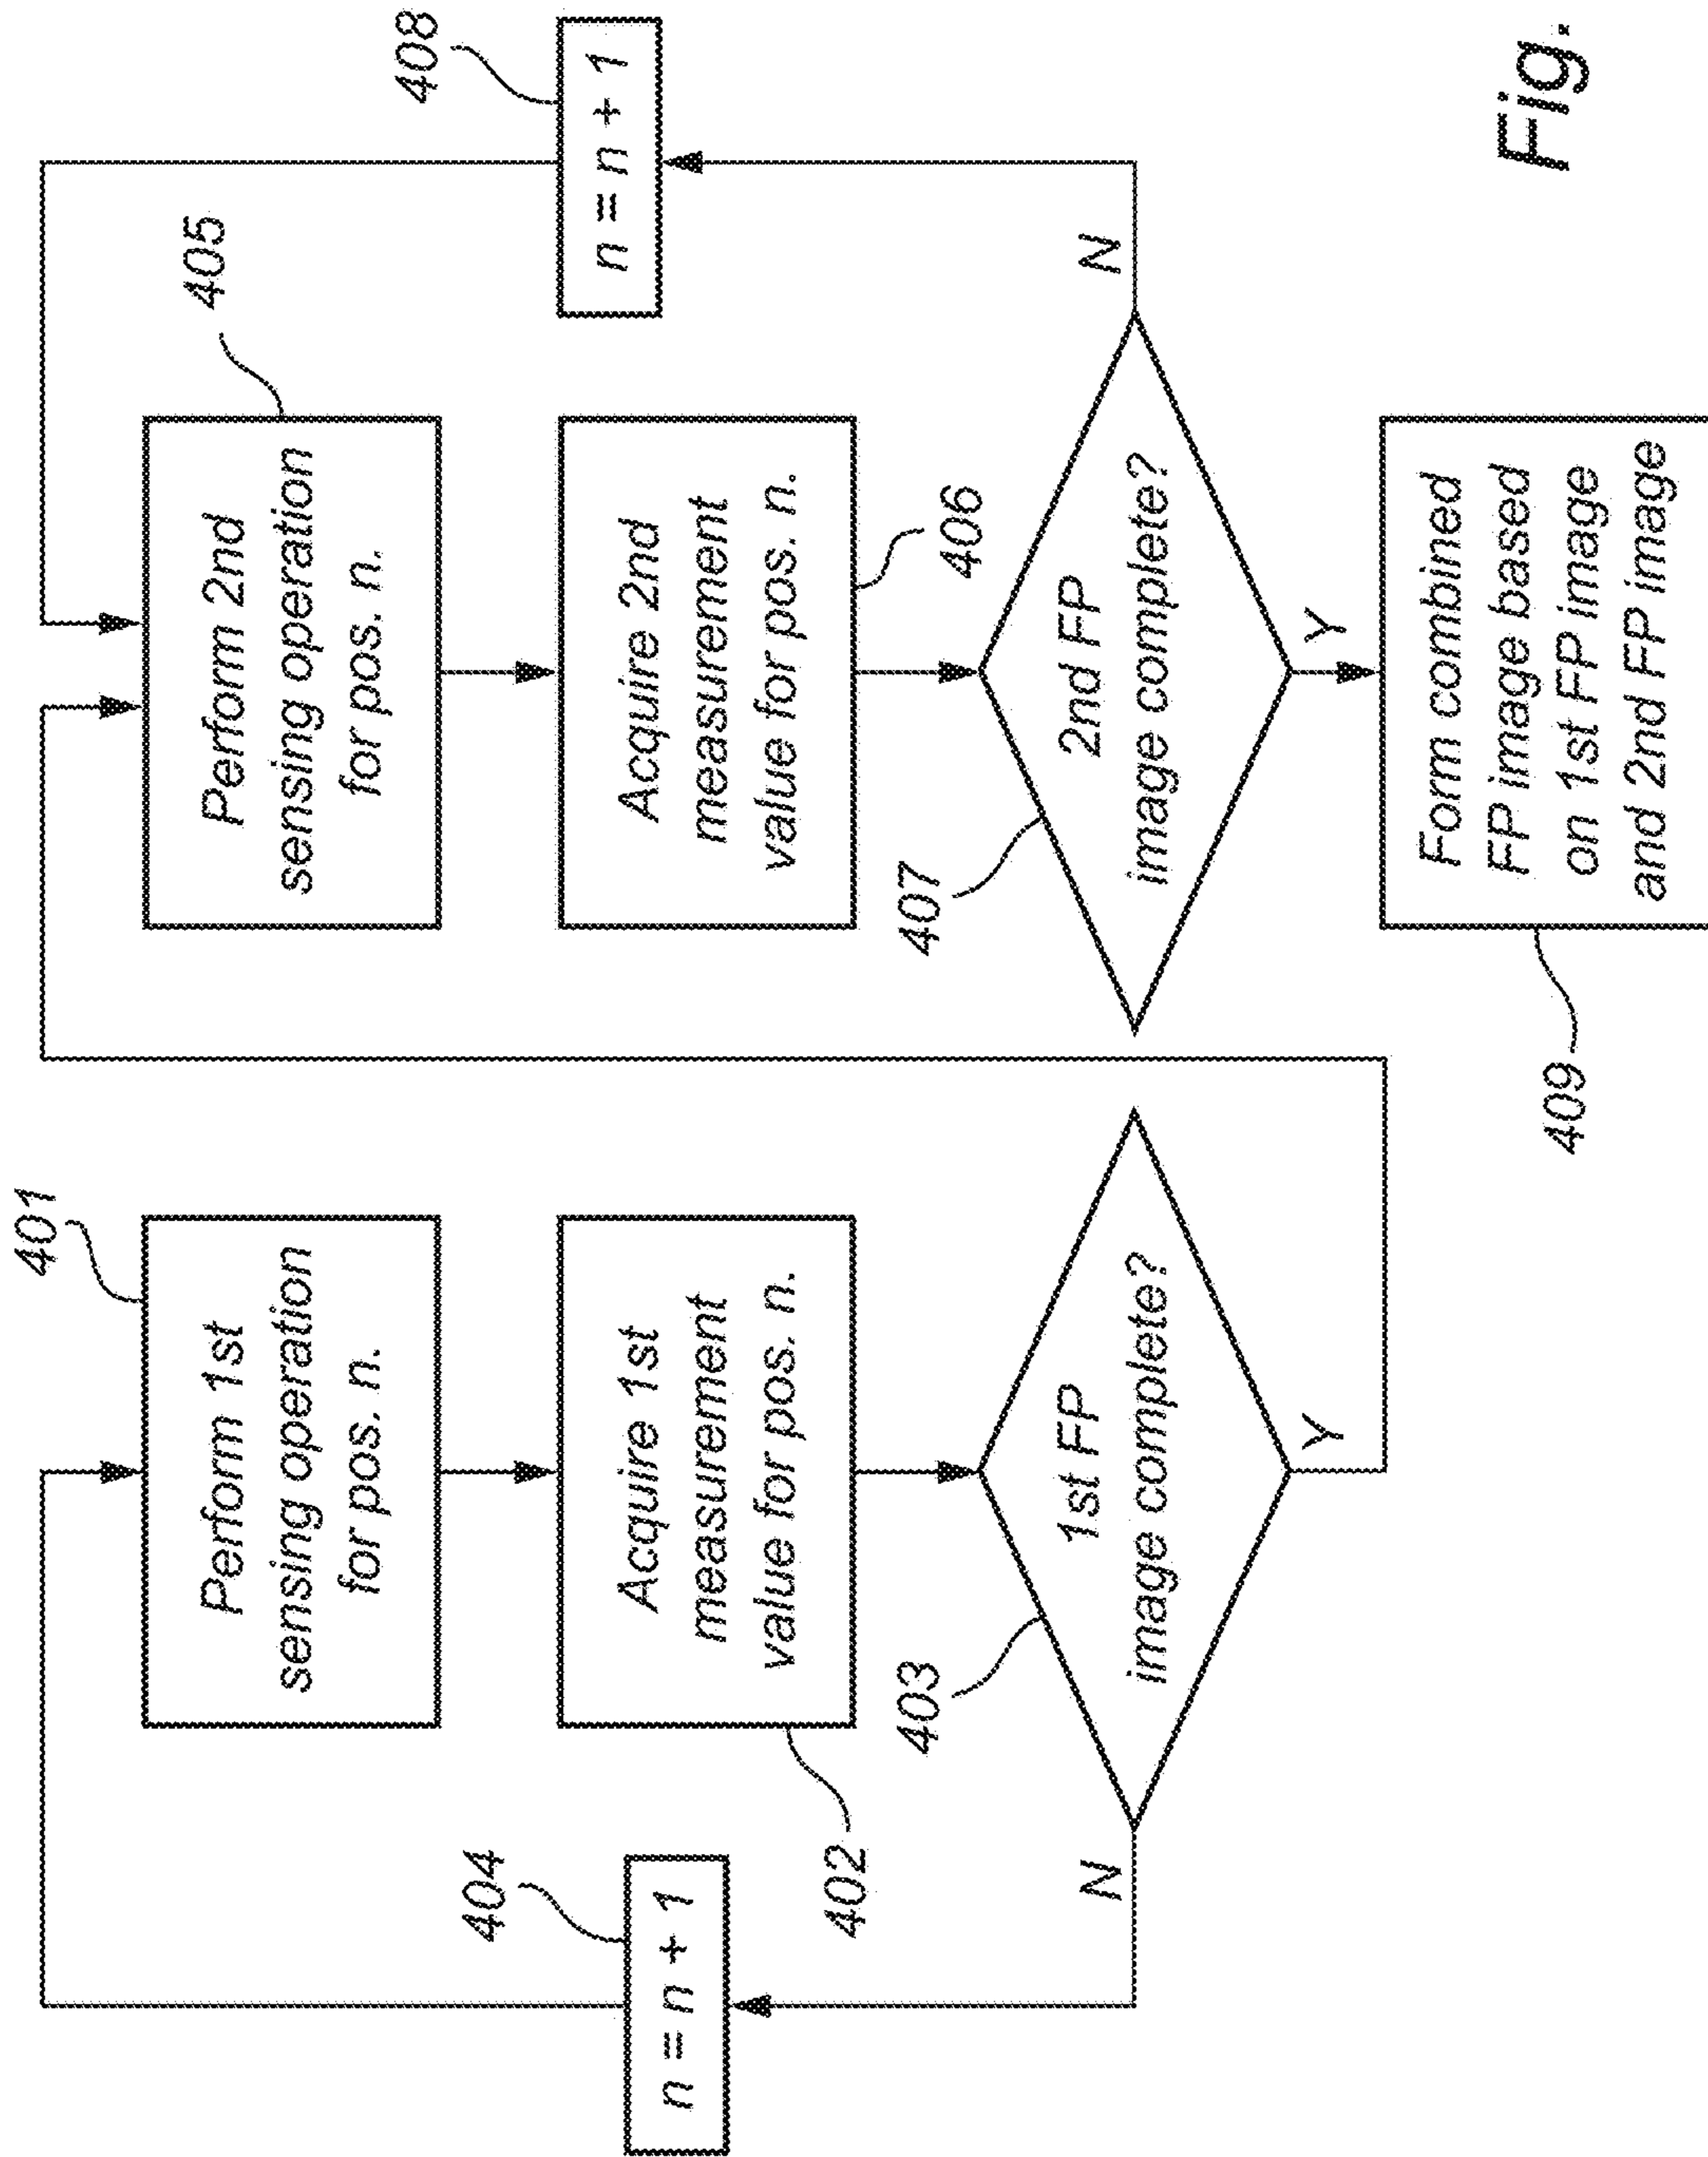 401
Perform 1st
sensing operation
for pos. n.
404
n = n + 1
Acquire 1st
measurement
value for pos. n.
402
403
1st FP
image complete?
N
Y
405
Perform 2nd
sensing operation
for pos. n.
408
n = n + 1
Acquire 2nd
measurement
value for pos. n.
406
407
2nd FP
image complete?
N
Y
409
Form combined
FP image based
on 1st FP image
and 2nd FP image
Fig.